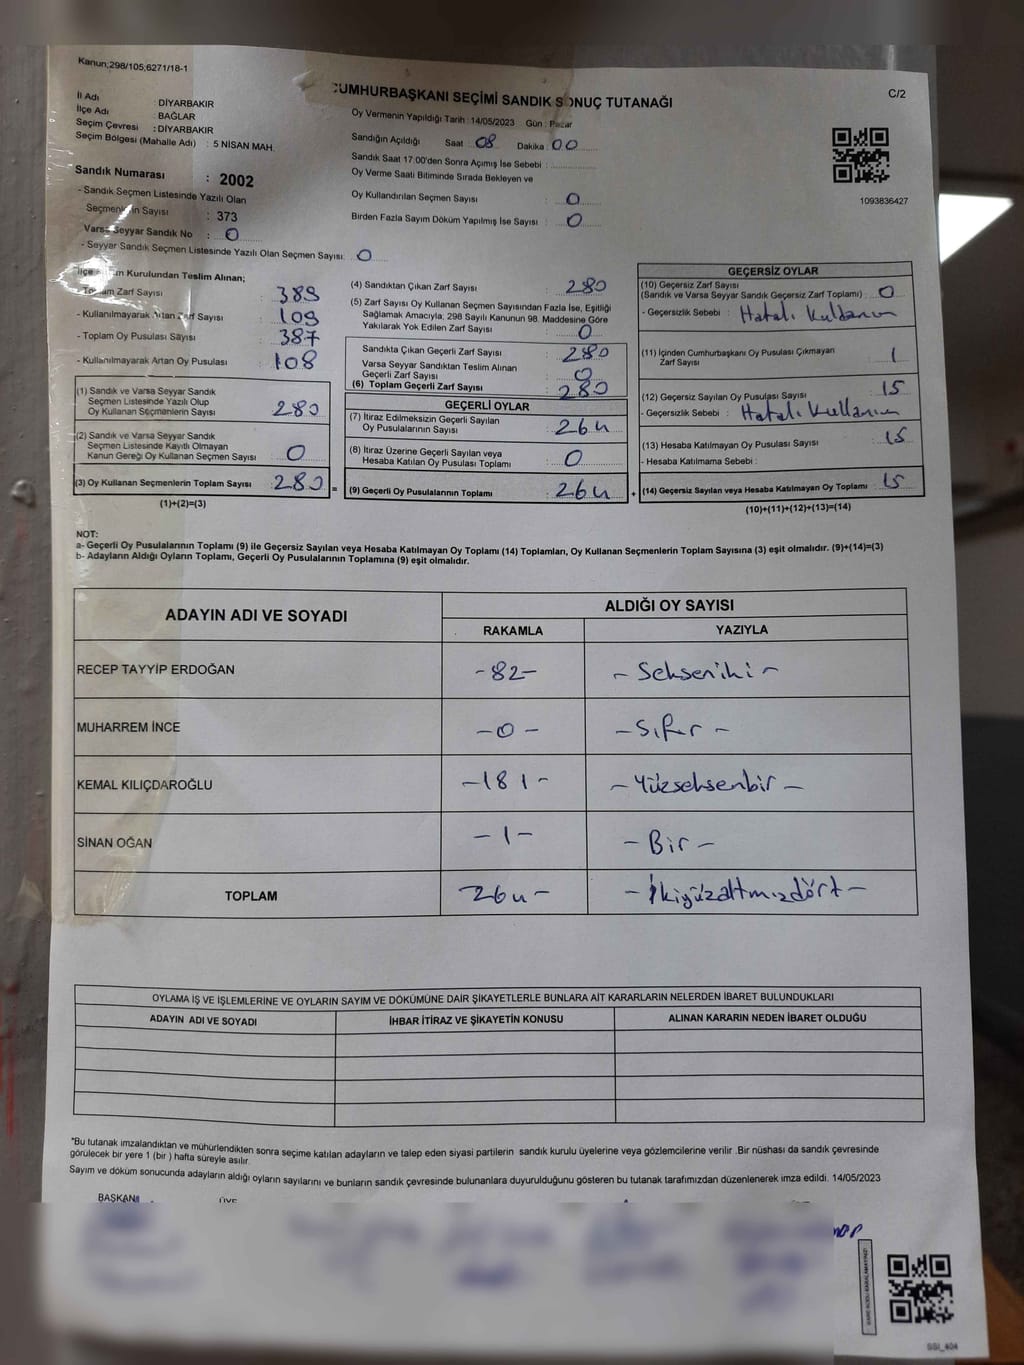 Kanun;298/105;6271/18-1
CUMHURBAŞKANI SEÇİMİ SANDIK SONUÇ TUTANAĞI
C/2
İl Adı : DİYARBAKIR
İlçe Adı : BAĞLAR
Seçim Çevresi : DİYARBAKIR
Seçim Bölgesi (Mahalle Adı) : 5 NİSAN MAH.
Oy Vermenin Yapıldığı Tarih : 14/05/2023 Gün : Pazar
Sandığın Açıldığı Saat 08 Dakika : 00
Sandık Saat 17:00'den Sonra Açımış İse Sebebi :
Oy Verme Saati Bitiminde Sırada Bekleyen ve
Oy Kullandırılan Seçmen Sayısı : 0
Birden Fazla Sayım Döküm Yapılmış İse Sayısı : 0
1093836427
Sandık Numarası : 2002
- Sandık Seçmen Listesinde Yazılı Olan
Seçmenlerin Sayısı : 373
Varsa Seyyar Sandık No : 0
- Seyyar Sandık Seçmen Listesinde Yazılı Olan Seçmen Sayısı: 0
İlçe Seçim Kurulundan Teslim Alınan;
- Toplam Zarf Sayısı : 389
- Kullanılmayarak Artan Zarf Sayısı : 109
- Toplam Oy Pusulası Sayısı : 387
- Kullanılmayarak Artan Oy Pusulası : 108
(1) Sandık ve Varsa Seyyar Sandık
Seçmen Listesinde Yazılı Olup
Oy Kullanan Seçmenlerin Sayısı : 280
(2) Sandık ve Varsa Seyyar Sandık
Seçmen Listesinde Kayıtlı Olmayan
Kanun Gereği Oy Kullanan Seçmen Sayısı : 0
(3) Oy Kullanan Seçmenlerin Toplam Sayısı : 280
(1)+(2)=(3)
(4) Sandıktan Çıkan Zarf Sayısı : 280
(5) Zarf Sayısı Oy Kullanan Seçmen Sayısından Fazla İse, Eşitliği
Sağlamak Amacıyla; 298 Sayılı Kanunun 98. Maddesine Göre
Yakılarak Yok Edilen Zarf Sayısı : 0
Sandıkta Çıkan Geçerli Zarf Sayısı : 280
Varsa Seyyar Sandıktan Teslim Alınan
Geçerli Zarf Sayısı : 0
(6) Toplam Geçerli Zarf Sayısı : 280
GEÇERLİ OYLAR
(7) İtiraz Edilmeksizin Geçerli Sayılan
Oy Pusulalarının Sayısı : 264
(8) İtiraz Üzerine Geçerli Sayılan veya
Hesaba Katılan Oy Pusulası Toplamı : 0
(9) Geçerli Oy Pusulalarının Toplamı : 264
GEÇERSİZ OYLAR
(10) Geçersiz Zarf Sayısı
(Sandık ve Varsa Seyyar Sandık Geçersiz Zarf Toplamı) : 0
- Geçersizlik Sebebi : Hatalı Kullanım
(11) İçinden Cumhurbaşkanı Oy Pusulası Çıkmayan
Zarf Sayısı : 1
(12) Geçersiz Sayılan Oy Pusulası Sayısı : 15
- Geçersizlik Sebebi : Hatalı Kullanım
(13) Hesaba Katılmayan Oy Pusulası Sayısı : 15
- Hesaba Katılmama Sebebi :
(14) Geçersiz Sayılan veya Hesaba Katılmayan Oy Toplamı : 15
(10)+(11)+(12)+(13)=(14)
NOT:
a- Geçerli Oy Pusulalarının Toplamı (9) ile Geçersiz Sayılan veya Hesaba Katılmayan Oy Toplamı (14) Toplamları, Oy Kullanan Seçmenlerin Toplam Sayısına (3) eşit olmalıdır. (9)+(14)=(3)
b- Adayların Aldığı Oyların Toplamı, Geçerli Oy Pusulalarının Toplamına (9) eşit olmalıdır.
ADAYIN ADI VE SOYADI
ALDIĞI OY SAYISI
RAKAMLA YAZIYLA
RECEP TAYYİP ERDOĞAN -82- - Sekseniki -
MUHARREM İNCE -0- - Sıfır -
KEMAL KILIÇDAROĞLU -181- - Yüzseksenbir -
SİNAN OĞAN -1- - Bir -
TOPLAM 264- - İkiyüzaltmışdört -
OYLAMA İŞ VE İŞLEMLERİNE VE OYLARIN SAYIM VE DÖKÜMÜNE DAİR ŞİKAYETLERLE BUNLARA AİT KARARLARIN NELERDEN İBARET BULUNDUKLARI
ADAYIN ADI VE SOYADI İHBAR İTİRAZ VE ŞİKAYETİN KONUSU ALINAN KARARIN NEDEN İBARET OLDUĞU
*Bu tutanak imzalandıktan ve mühürlendikten sonra seçime katılan adayların ve talep eden siyasi partilerin sandık kurulu üyelerine veya gözlemcilerine verilir .Bir nüshası da sandık çevresinde
görülecek bir yere 1 (bir ) hafta süreyle asılır.
Sayım ve döküm sonucunda adayların aldığı oyların sayılarını ve bunların sandık çevresinde bulunanlara duyurulduğunu gösteren bu tutanak tarafımızdan düzenlenerek imza edildi. 14/05/2023
BAŞKAN ÜYE
SSI_404